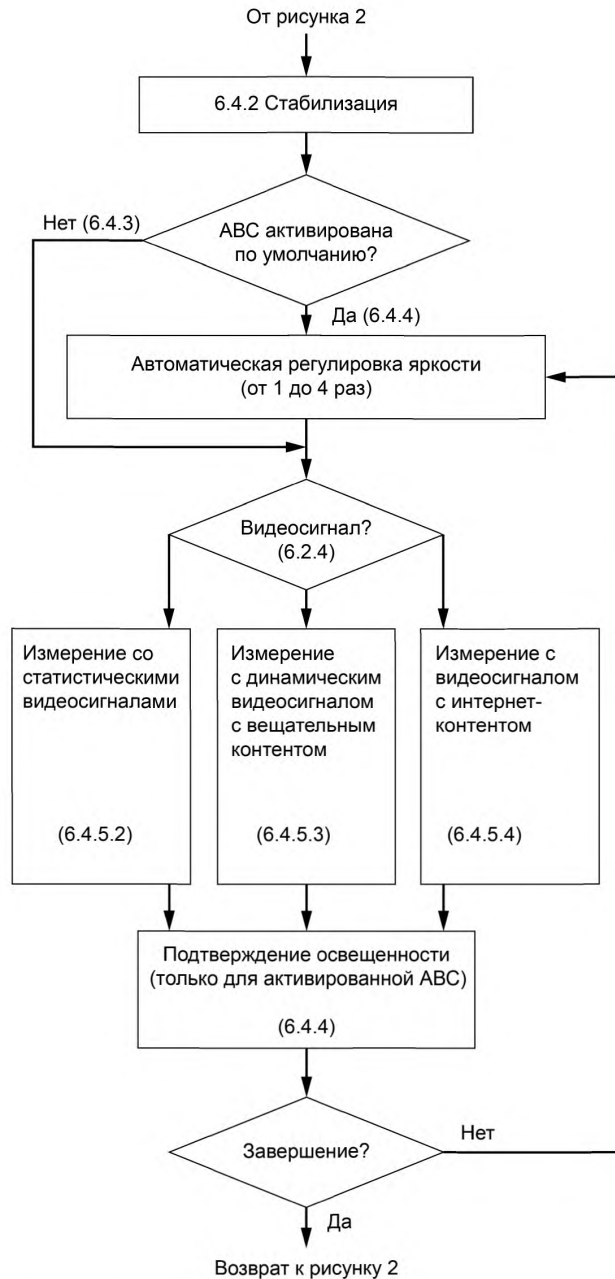 От рисунка 2
6.4.2 Стабилизация
Нет (6.4.3)
АВС активирована
по умолчанию?
Да (6.4.4)
Автоматическая регулировка яркости
(от 1 до 4 раз)
Видеосигнал?
(6.2.4)
Измерение со
статистическими
видеосигналами
(6.4.5.2)
Измерение
с динамическим
видеосигналом
с вещательным
контентом
(6.4.5.3)
Измерение с
видеосигналом
с интернет-
контентом
(6.4.5.4)
Подтверждение освещенности
(только для активированной АВС)
(6.4.4)
Завершение?
Нет
Да
Возврат к рисунку 2